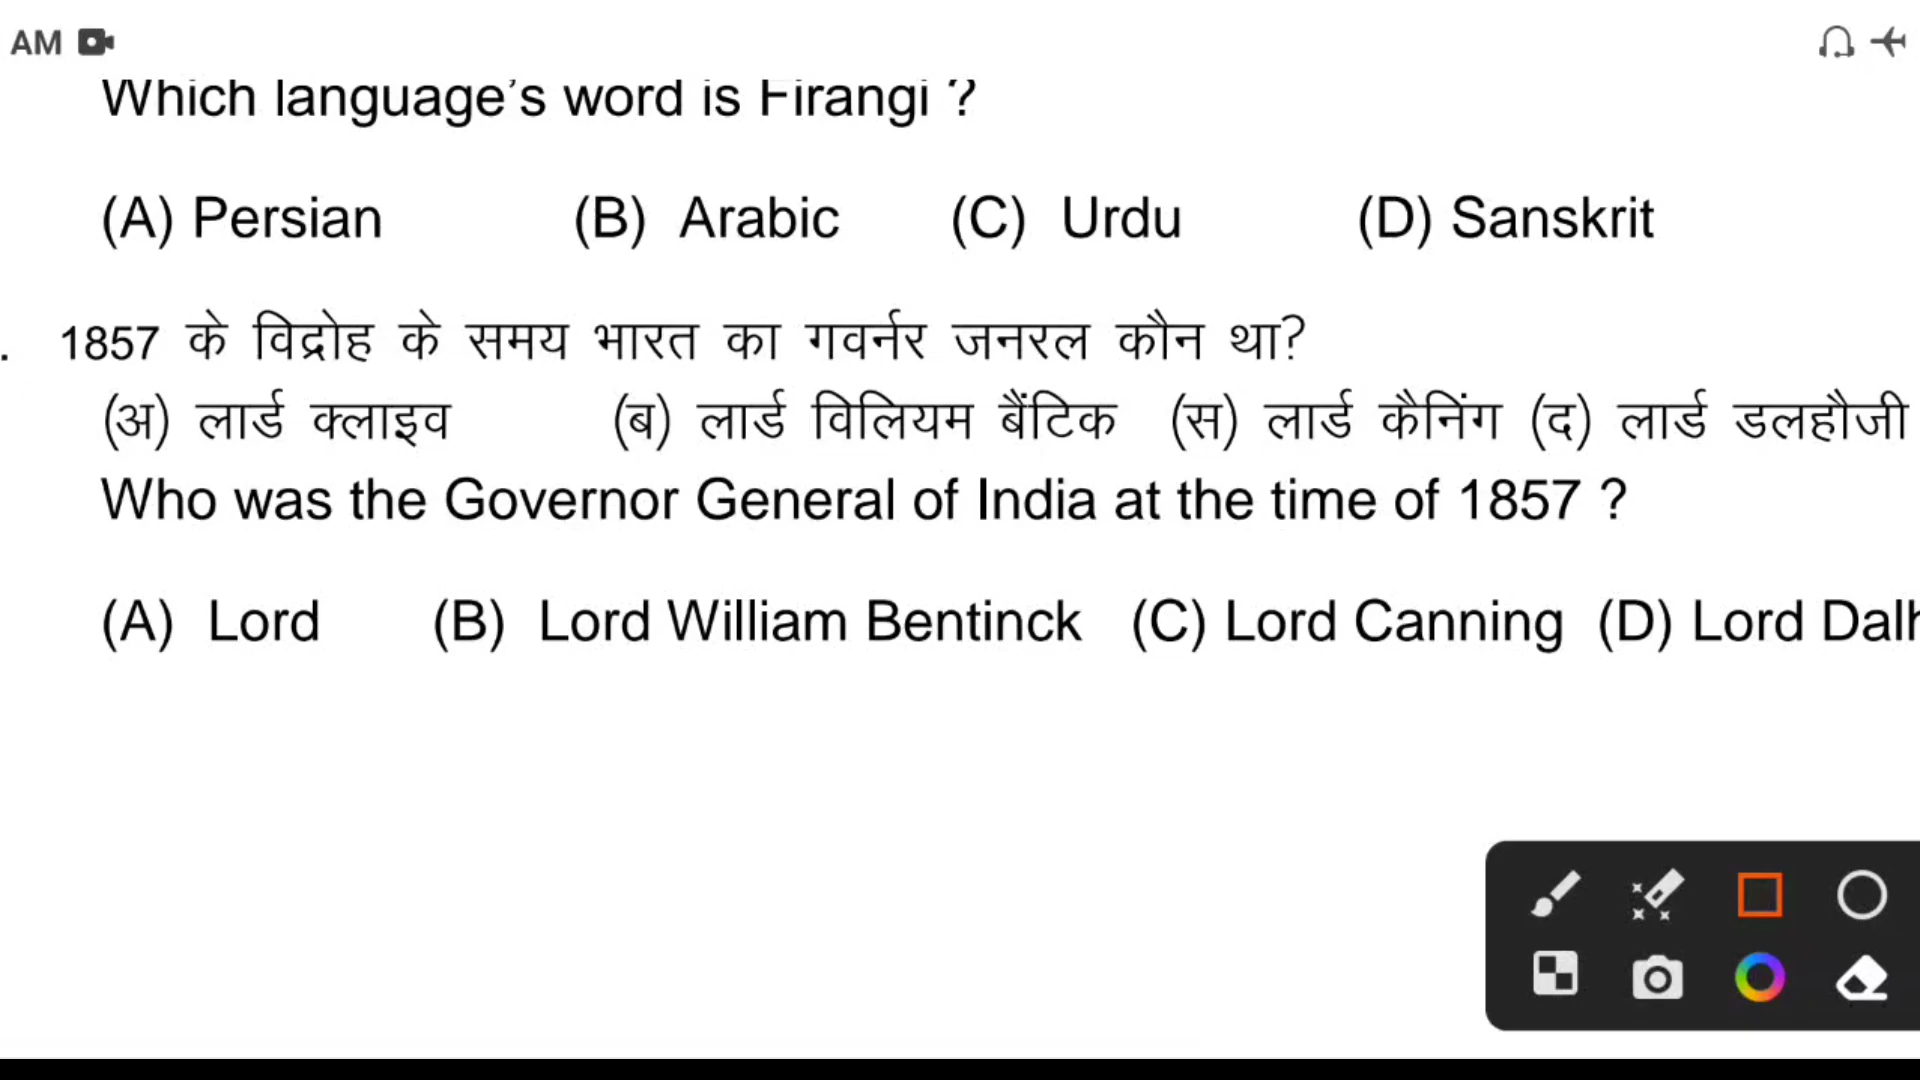 AM
Which language's word is Firangi ?
(A) Persian (B) Arabic (C) Urdu (D) Sanskrit
. 1857 के विद्रोह के समय भारत का गवर्नर जनरल कौन था?
(अ) लार्ड क्लाइव (ब) लार्ड विलियम बैंटिक (स) लार्ड कैनिंग (द) लार्ड डलहौजी
Who was the Governor General of India at the time of 1857 ?
(A) Lord (B) Lord William Bentinck (C) Lord Canning (D) Lord Dalh